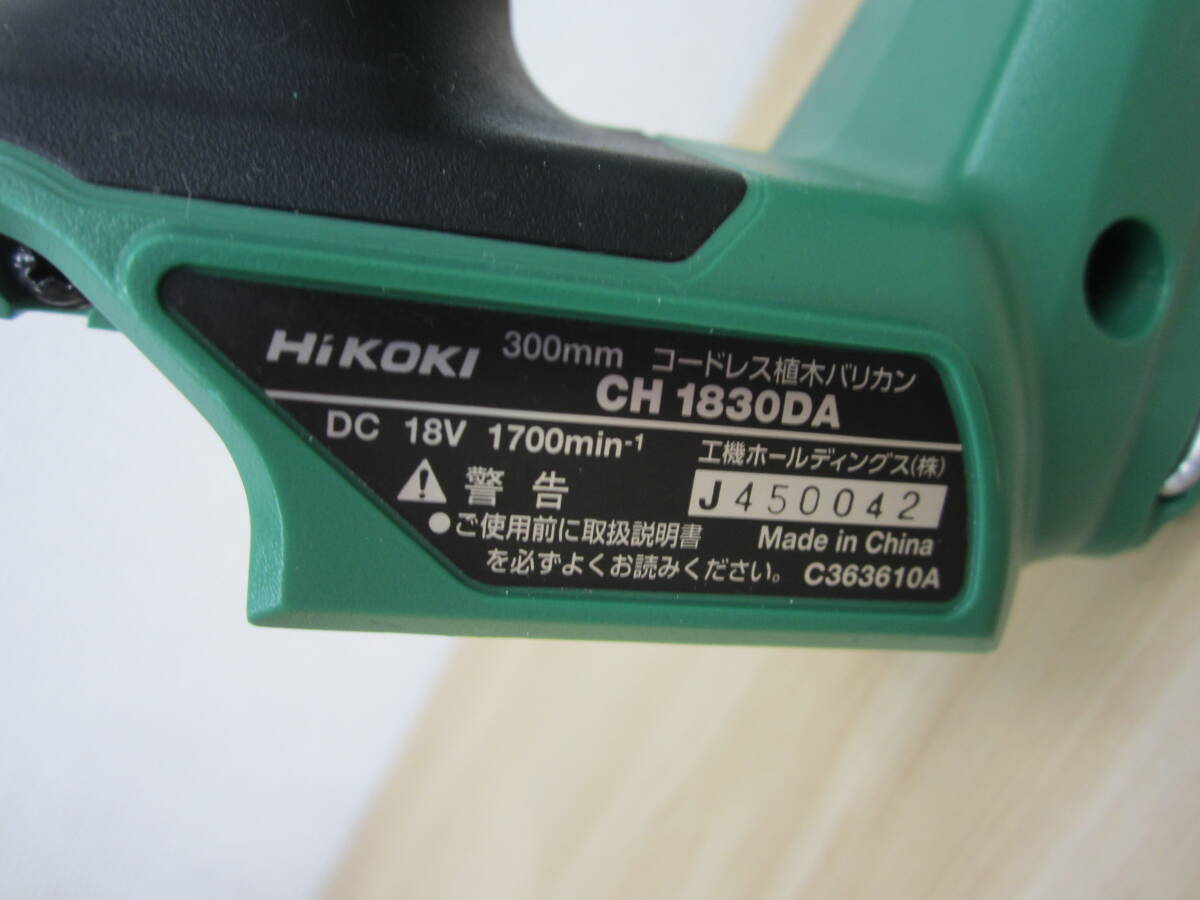 HiKOKI 300mm コードレス植木バリカン
CH 1830DA
DC 18V 1700min-1
工機ホールディングス(株)
⚠ 警告
J450042
●ご使用前に取扱説明書
を必ずよくお読みください。
Made in China
C363610A